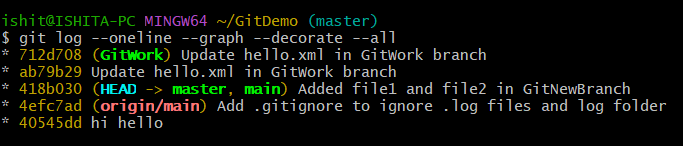 ishit@ISHITA-PC MINGW64 ~/GitDemo (master)
$ git log --oneline --graph --decorate --all
* 712d708 (GitWork) Update hello.xml in GitWork branch
* ab79b29 Update hello.xml in GitWork branch
* 418b030 (HEAD -> master, main) Added file1 and file2 in GitNewBranch
* 4efc7ad (origin/main) Add .gitignore to ignore .log files and log folder
* 40545dd hi hello